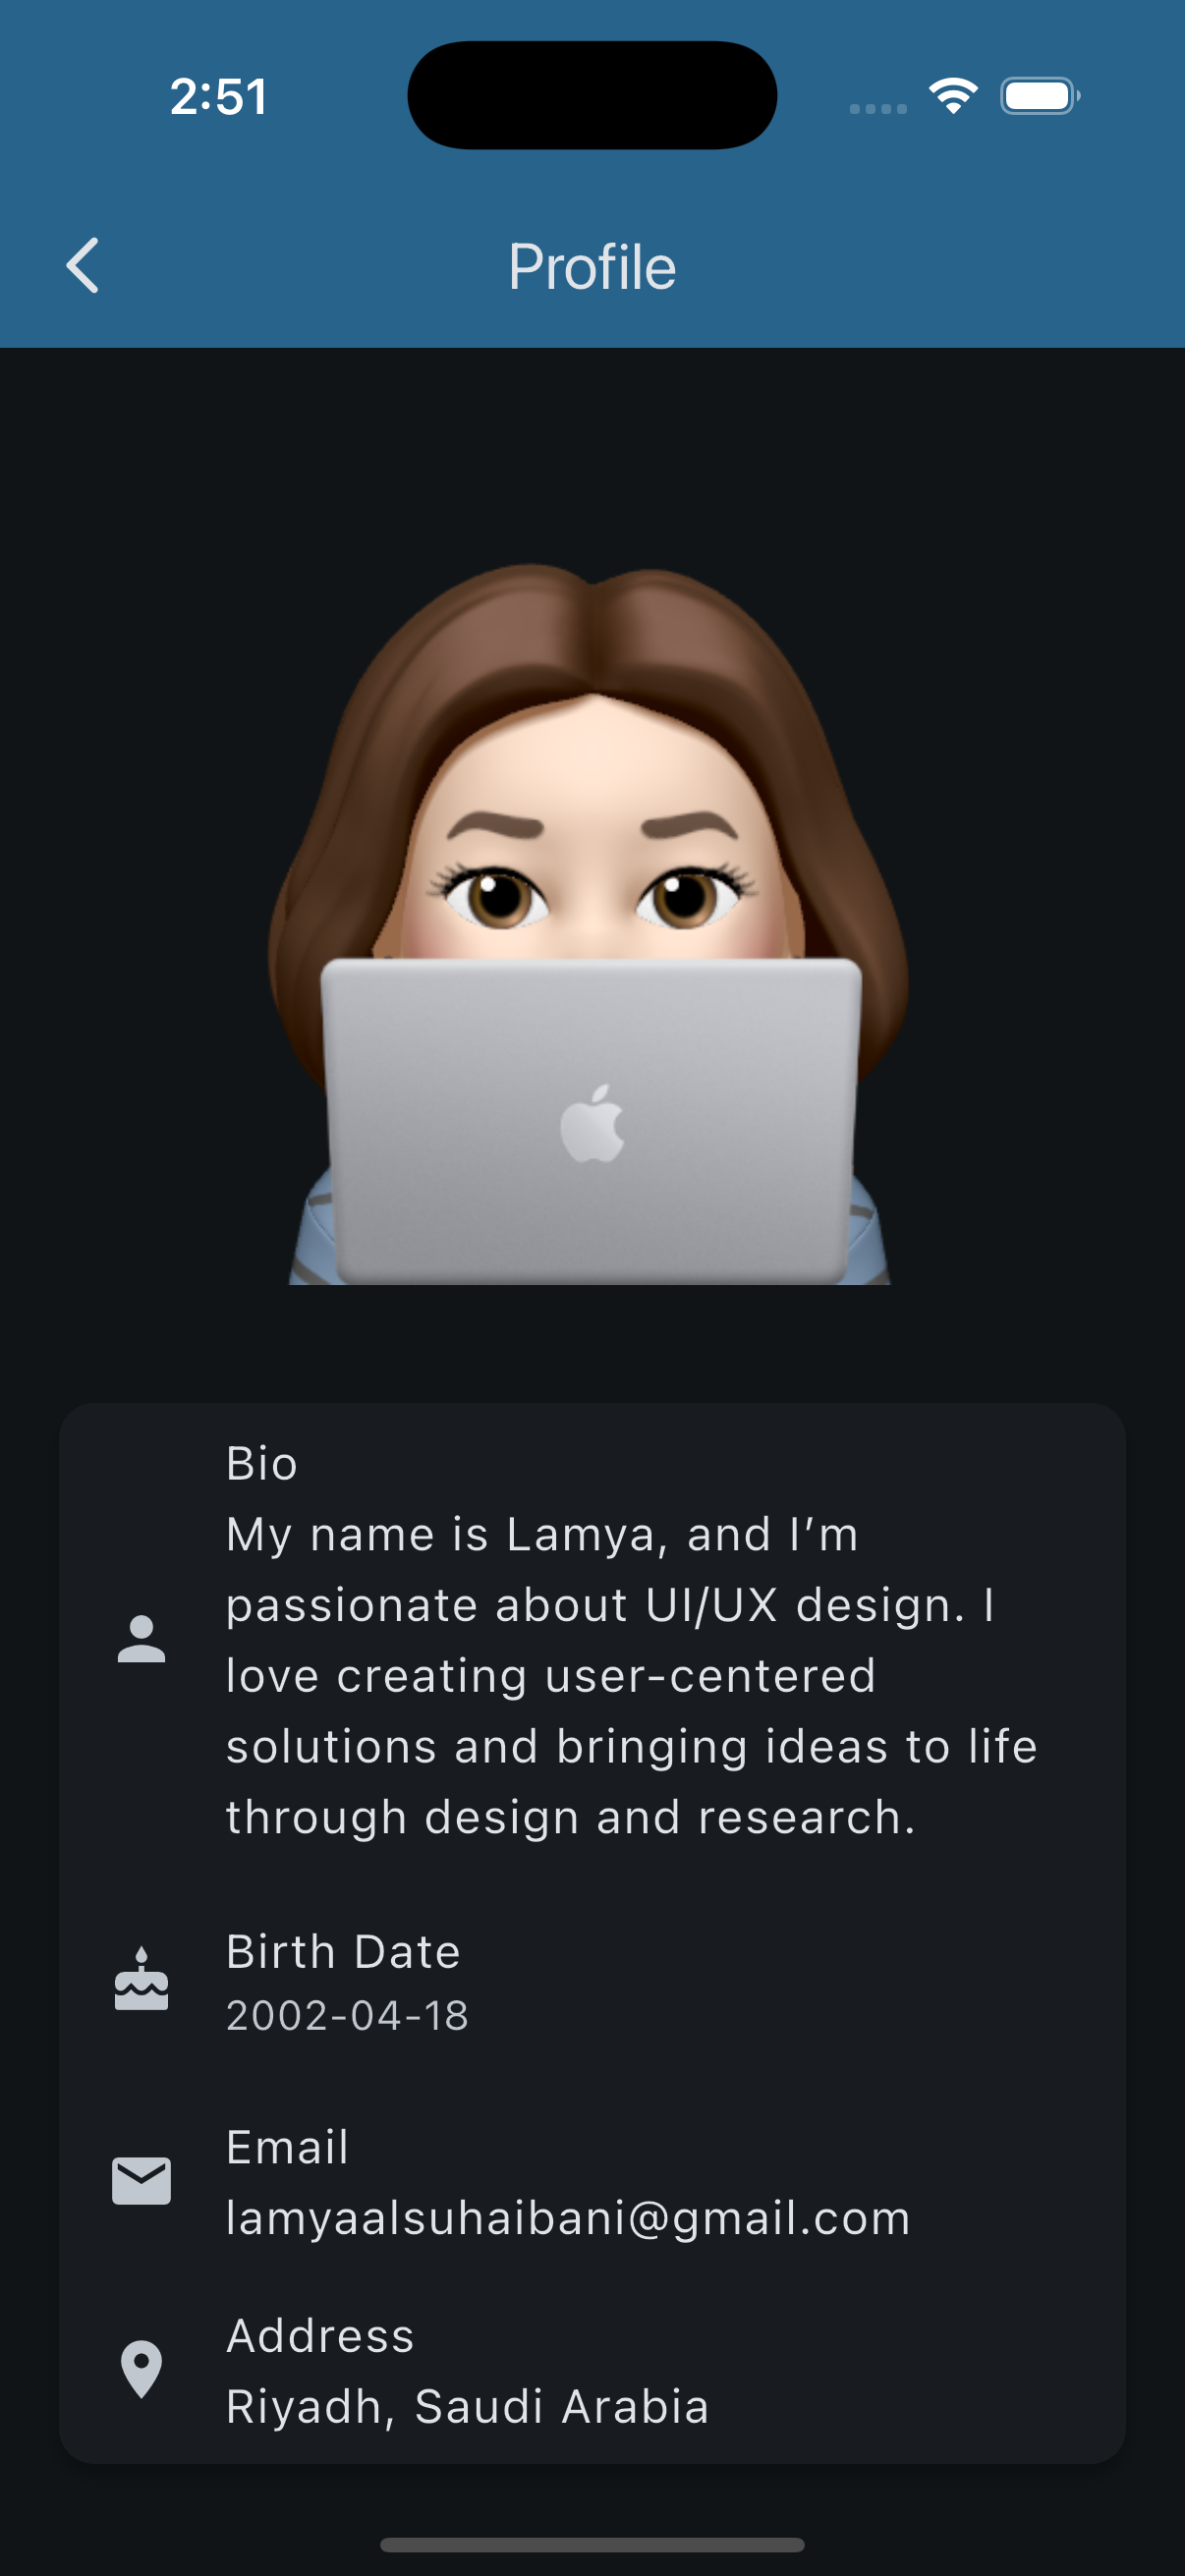 2:51
Profile
Bio
My name is Lamya, and I’m
passionate about UI/UX design. I
love creating user-centered
solutions and bringing ideas to life
through design and research.
Birth Date
2002-04-18
Email
lamyaalsuhaibani@gmail.com
Address
Riyadh, Saudi Arabia